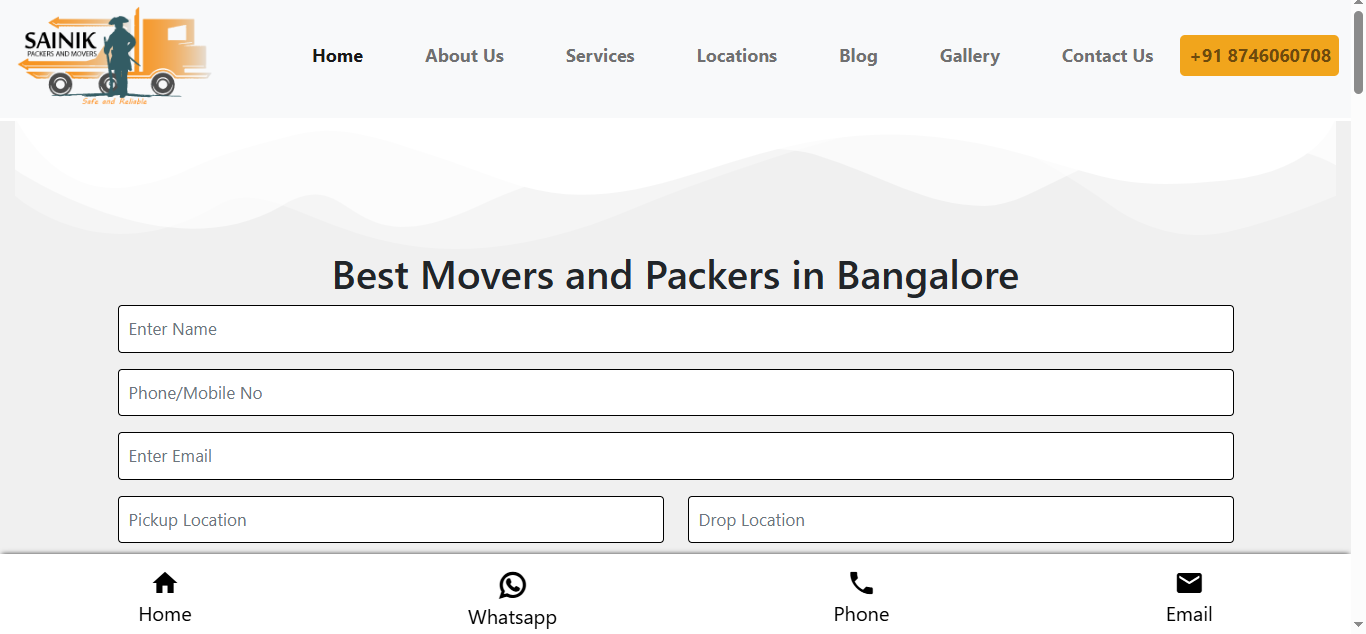 SAINIK
PACKERS AND MOVERS
Safe and Reliable
Home About Us Services Locations Blog Gallery Contact Us +91 8746060708
Best Movers and Packers in Bangalore
Enter Name
Phone/Mobile No
Enter Email
Pickup Location Drop Location
Home Whatsapp Phone Email